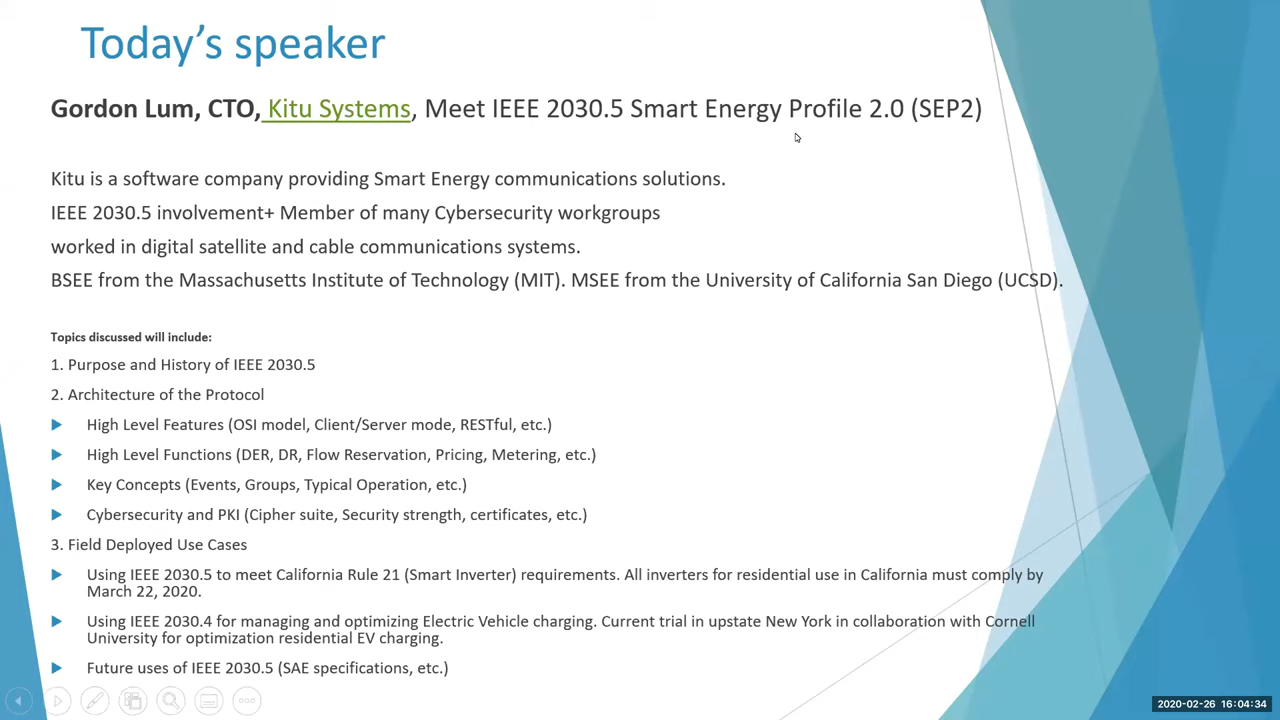 Today's speaker
Gordon Lum, CTO, Kitu Systems, Meet IEEE 2030.5 Smart Energy Profile 2.0 (SEP2)
Kitu is a software company providing Smart Energy communications solutions.
IEEE 2030.5 involvement+ Member of many Cybersecurity workgroups
worked in digital satellite and cable communications systems.
BSEE from the Massachusetts Institute of Technology (MIT). MSEE from the University of California San Diego (UCSD).
Topics discussed will include:
1. Purpose and History of IEEE 2030.5
2. Architecture of the Protocol
High Level Features (OSI model, Client/Server mode, RESTful, etc.)
High Level Functions (DER, DR, Flow Reservation, Pricing, Metering, etc.)
Key Concepts (Events, Groups, Typical Operation, etc.)
Cybersecurity and PKI (Cipher suite, Security strength, certificates, etc.)
3. Field Deployed Use Cases
Using IEEE 2030.5 to meet California Rule 21 (Smart Inverter) requirements. All inverters for residential use in California must comply by
March 22, 2020.
Using IEEE 2030.4 for managing and optimizing Electric Vehicle charging. Current trial in upstate New York in collaboration with Cornell
University for optimization residential EV charging.
Future uses of IEEE 2030.5 (SAE specifications, etc.)
2020-02-26 16:04:34